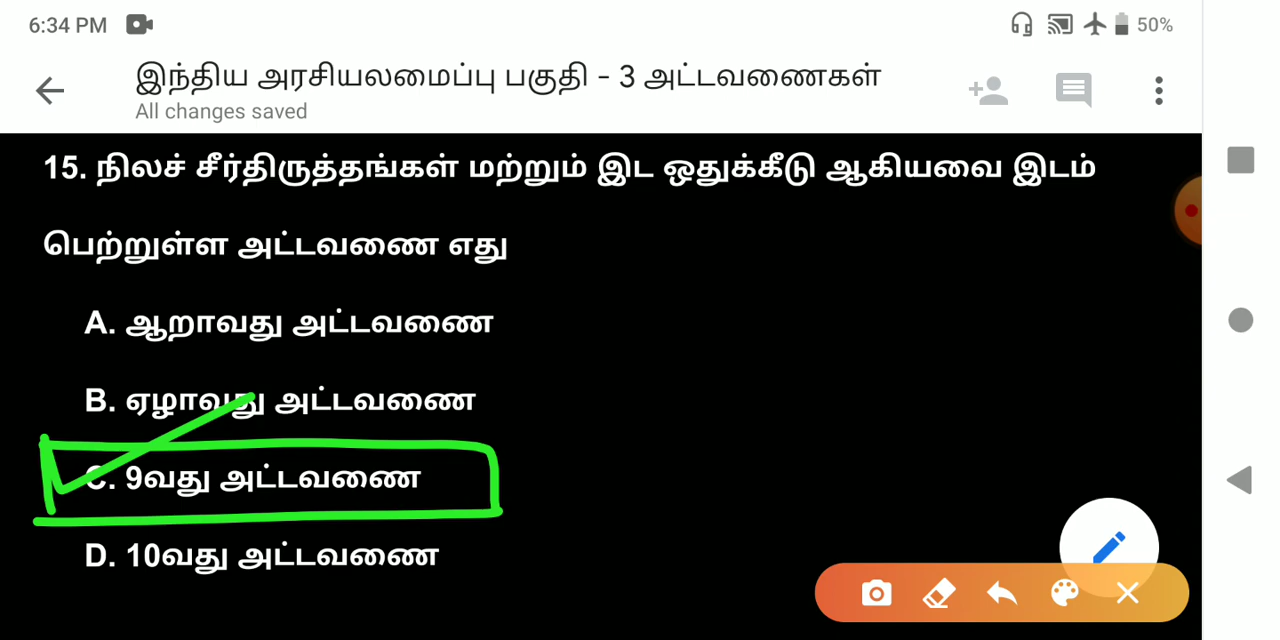 6:34 PM
50%
இந்திய அரசியலமைப்பு பகுதி - 3 அட்டவணைகள்
All changes saved
15. நிலச் சீர்திருத்தங்கள் மற்றும் இட ஒதுக்கீடு ஆகியவை இடம்
பெற்றுள்ள அட்டவணை எது
A. ஆறாவது அட்டவணை
B. ஏழாவது அட்டவணை
C. 9வது அட்டவணை
D. 10வது அட்டவணை